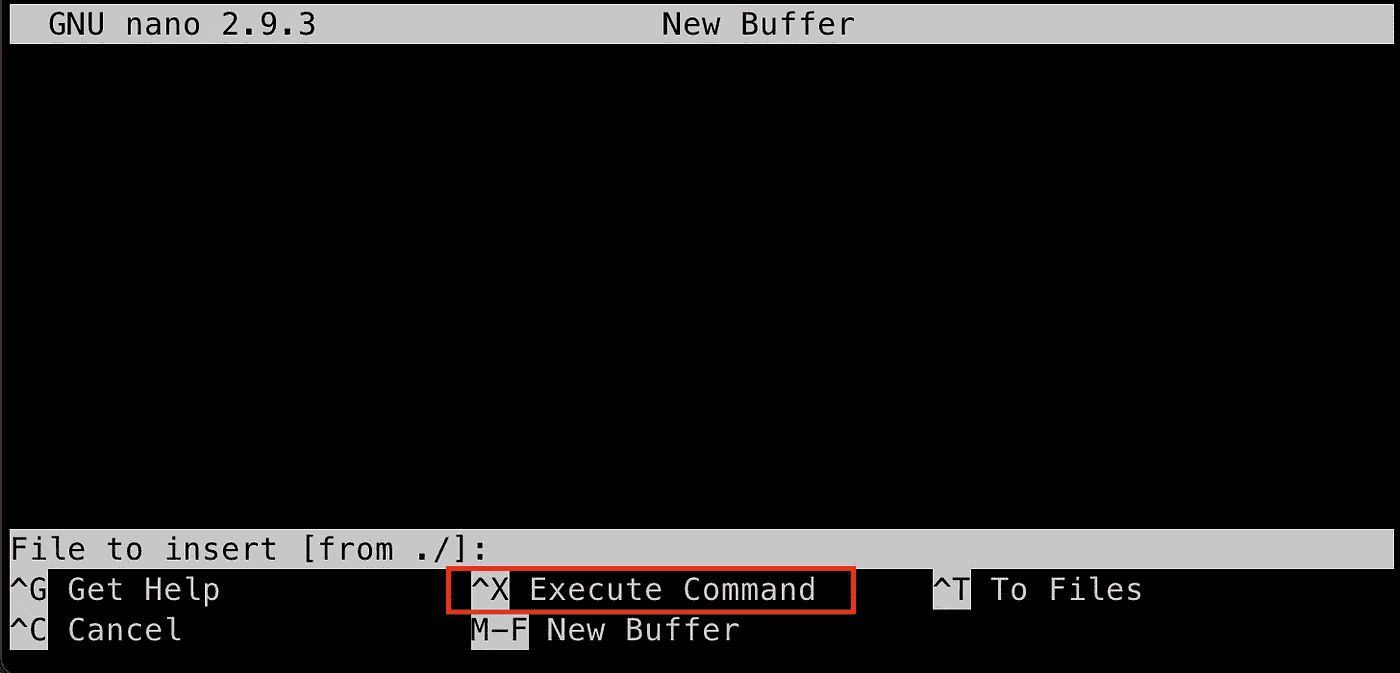 GNU nano 2.9.3 New Buffer
File to insert [from ./]:
^G Get Help ^X Execute Command ^T To Files
^C Cancel M-F New Buffer